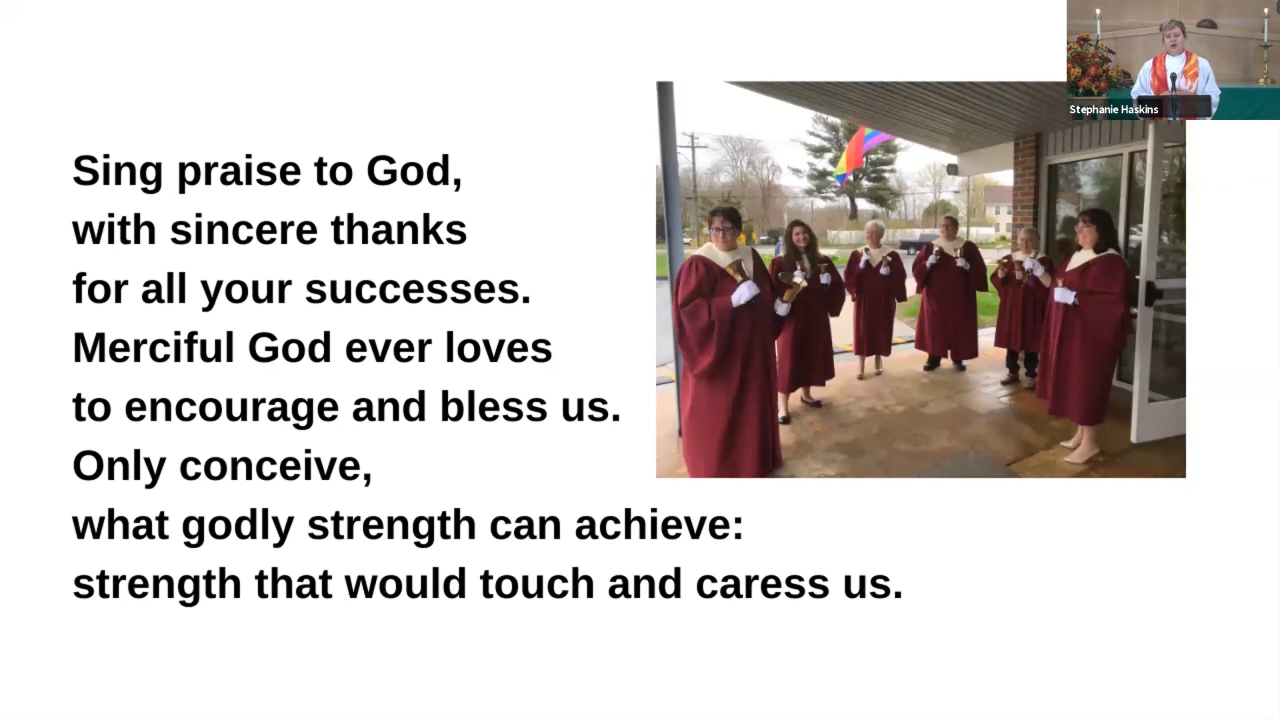 Stephanie Haskins
Sing praise to God,
with sincere thanks
for all your successes.
Merciful God ever loves
to encourage and bless us.
Only conceive,
what godly strength can achieve:
strength that would touch and caress us.